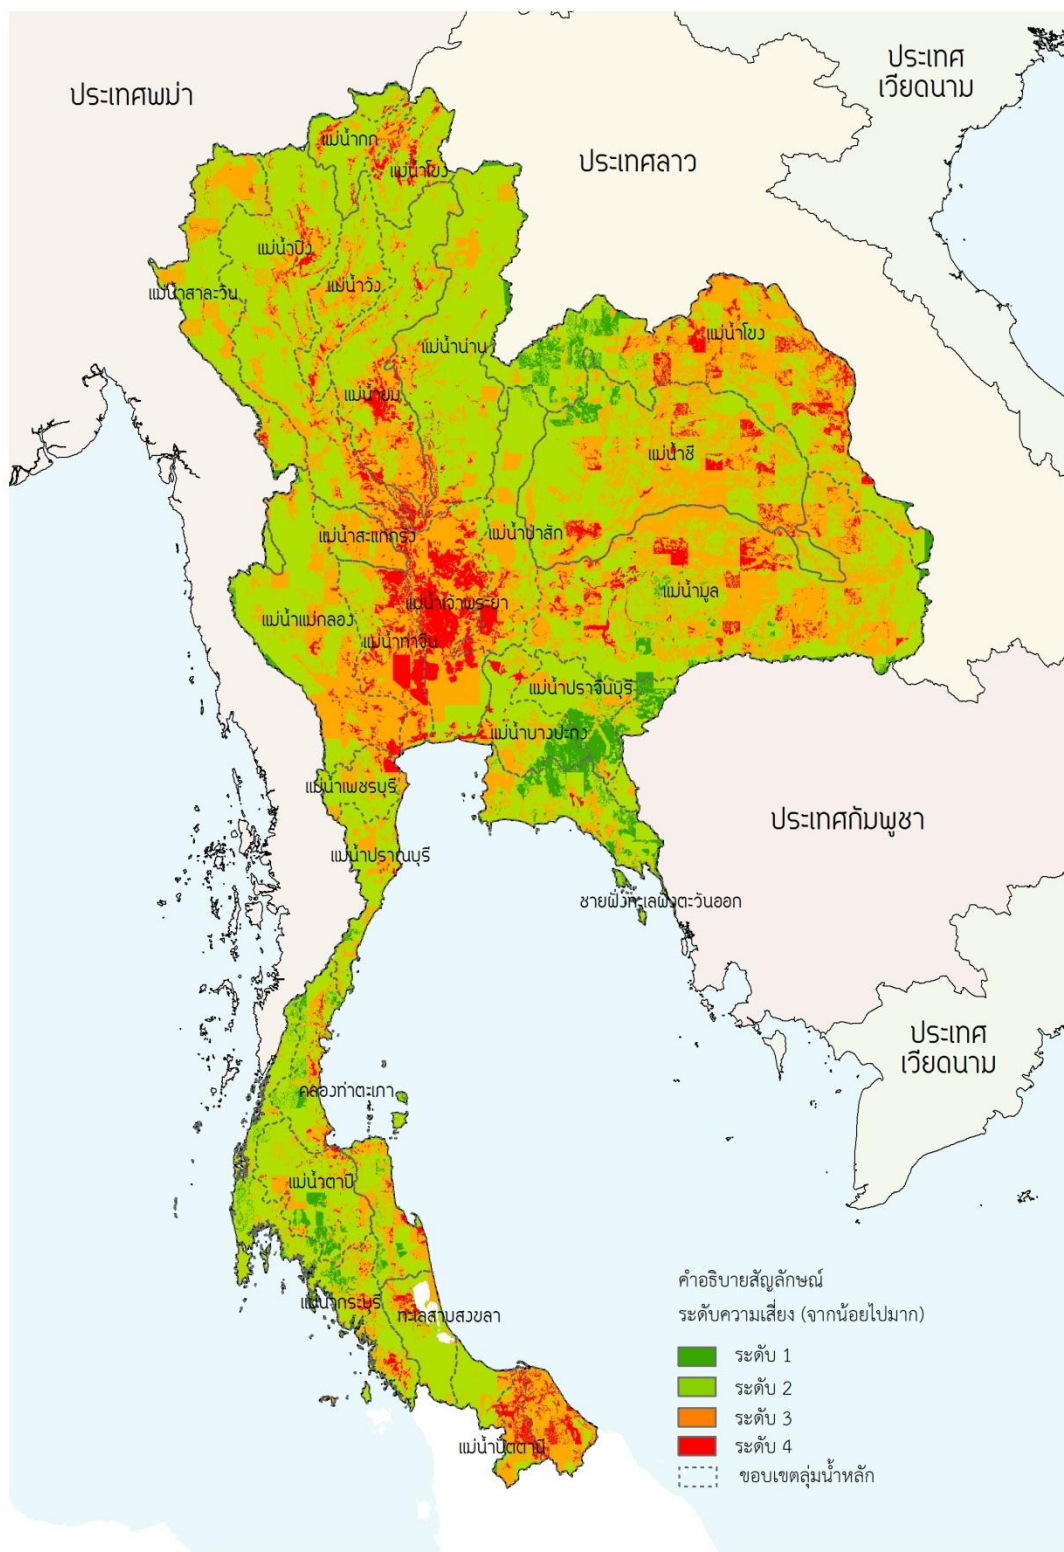 ประเทศพม่า
ประเทศ
เวียดนาม
ประเทศลาว
แม่น้ำกก
แม่น้ำโขง
แม่น้ำปิง
แม่น้ำวัง
แม่น้ำสาละวิน
แม่น้ำน่าน
แม่น้ำโขง
แม่น้ำยม
แม่น้ำชี
แม่น้ำสะแกกรัง
แม่น้ำป่าสัก
แม่น้ำมูล
แม่น้ำเจ้าพระยา
แม่น้ำแม่กลอง
แม่น้ำท่าจีน
แม่น้ำปราจีนบุรี
แม่น้ำบางปะกง
แม่น้ำเพชรบุรี
ประเทศกัมพูชา
แม่น้ำปราณบุรี
ชายฝั่งทะเลฝั่งตะวันออก
ประเทศ
เวียดนาม
คลองท่าตะเภา
แม่น้ำตาปี
แม่น้ำกระบุรี
ทะเลสาบสงขลา
แม่น้ำปัตตานี
คำอธิบายสัญลักษณ์
ระดับความเสี่ยง (จากน้อยไปมาก)
ระดับ 1
ระดับ 2
ระดับ 3
ระดับ 4
ขอบเขตลุ่มน้ำหลัก